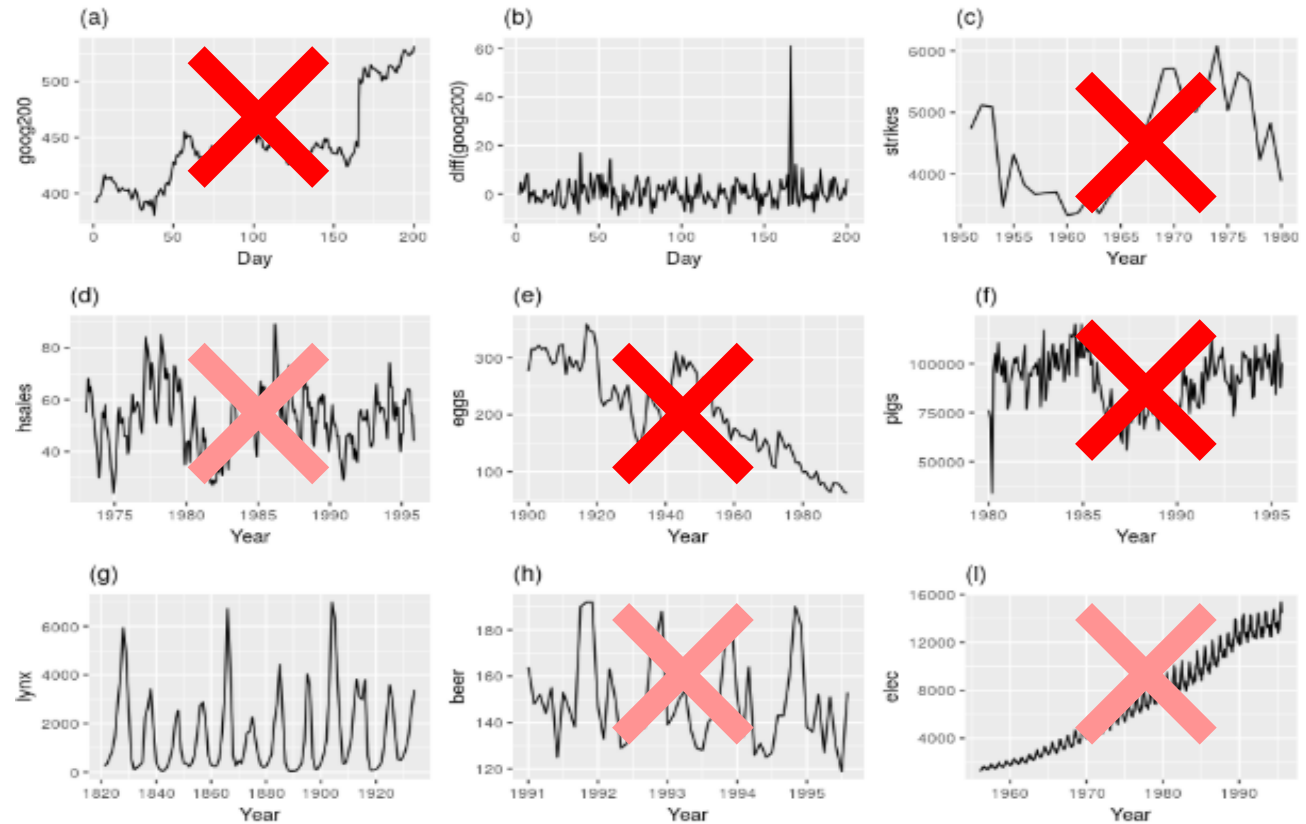 (a)
goog200
500
450
400
0 50 100 150 200
Day
(b)
diff(goog200)
60
40
20
0
0 50 100 150 200
Day
(c)
strikes
6000
5000
4000
1950 1955 1960 1965 1970 1975 1980
Year
(d)
hsales
80
60
40
1975 1980 1985 1990 1995
Year
(e)
eggs
300
200
100
1900 1920 1940 1960 1980
Year
(f)
pigs
100000
75000
50000
1980 1985 1990 1995
Year
(g)
lynx
6000
4000
2000
0
1820 1840 1860 1880 1900 1920
Year
(h)
beer
180
160
140
120
1991 1992 1993 1994 1995
Year
(I)
elec
16000
12000
8000
4000
1960 1970 1980 1990
Year